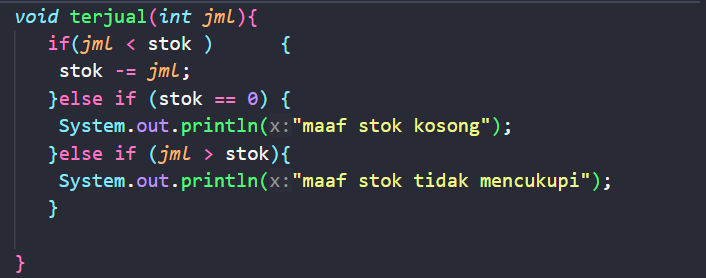 void terjual(int jml){
if(jml < stok ) {
stok -= jml;
}else if (stok == 0) {
System.out.println(x:"maaf stok kosong");
}else if (jml > stok){
System.out.println(x:"maaf stok tidak mencukupi");
}
}